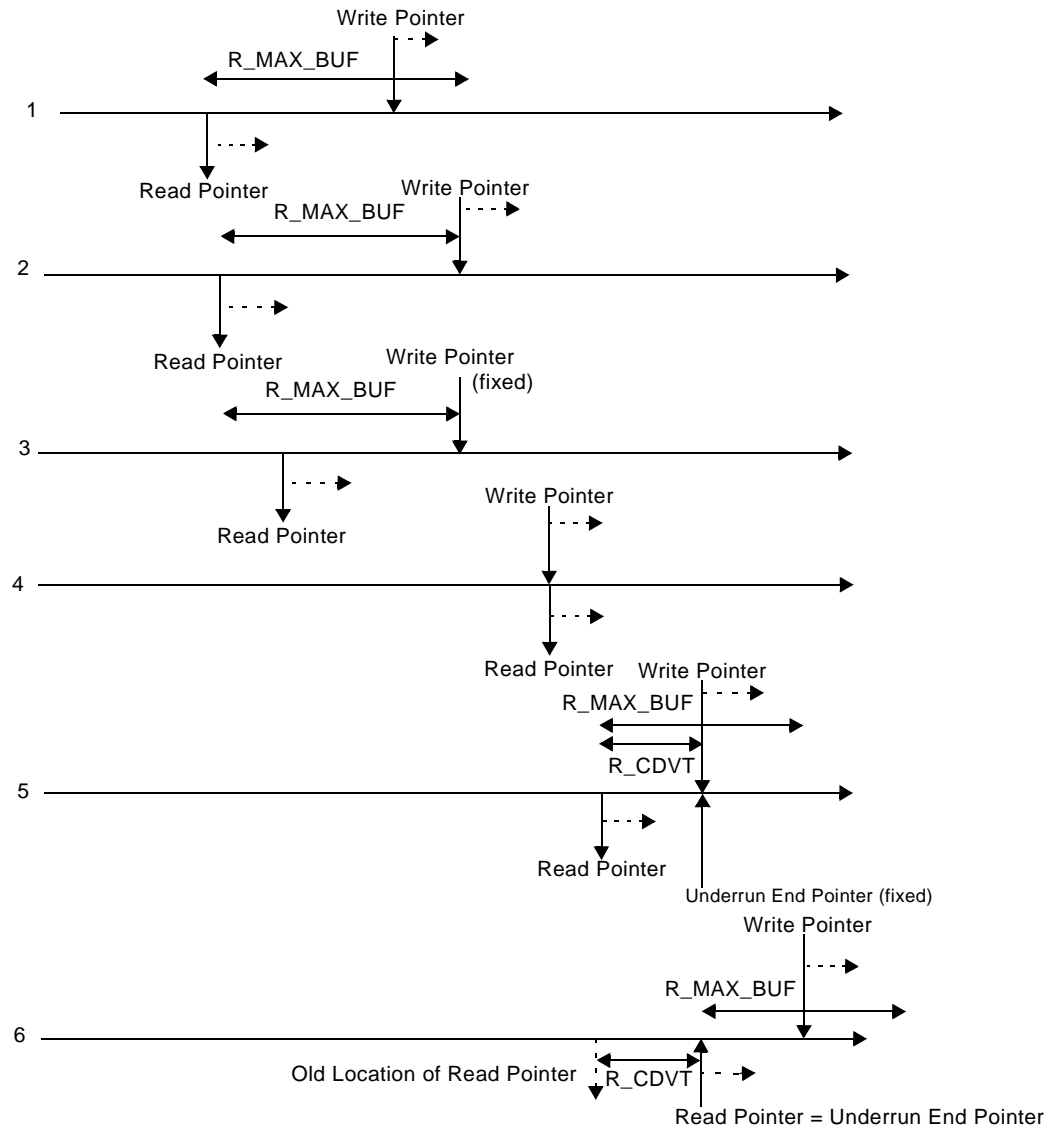 Write Pointer
R_MAX_BUF
1
Read Pointer
Write Pointer
R_MAX_BUF
2
Read Pointer
Write Pointer
(fixed)
R_MAX_BUF
3
Read Pointer
Write Pointer
4
Read Pointer
Write Pointer
R_MAX_BUF
R_CDVT
5
Read Pointer
Underrun End Pointer (fixed)
Write Pointer
R_MAX_BUF
6
Old Location of Read Pointer
R_CDVT
Read Pointer = Underrun End Pointer